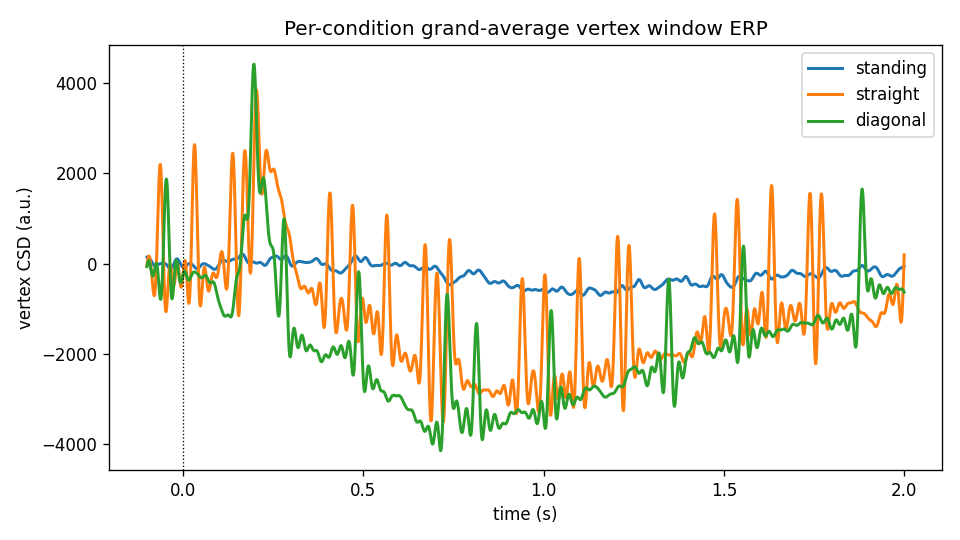 Per-condition grand-average vertex window ERP
standing
straight
diagonal
vertex CSD (a.u.)
4000
2000
0
−2000
−4000
0.0 0.5 1.0 1.5 2.0
time (s)